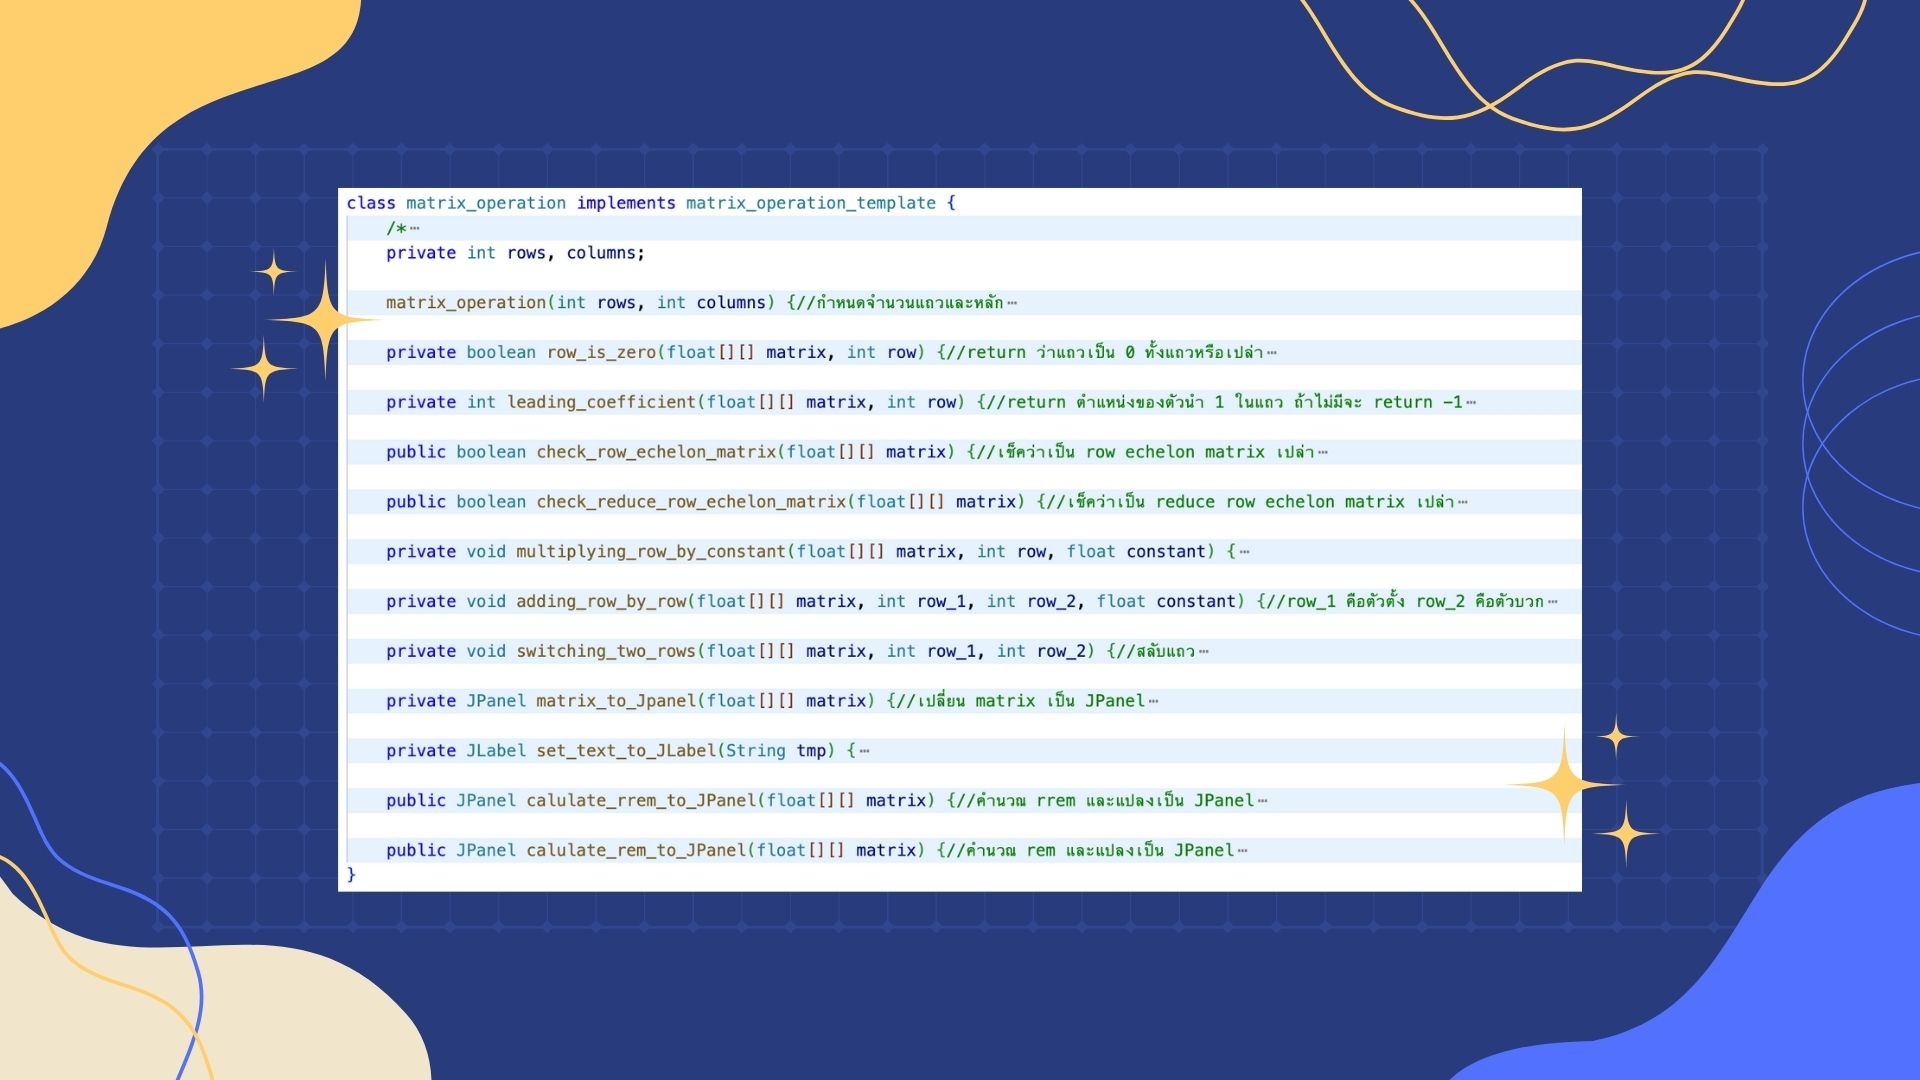 class matrix_operation implements matrix_operation_template {
/*⋯
private int rows, columns;
matrix_operation(int rows, int columns) {//กำหนดจำนวนแถวและหลัก⋯
private boolean row_is_zero(float[][] matrix, int row) {//return ว่าแถวเป็น 0 ทั้งแถวหรือเปล่า⋯
private int leading_coefficient(float[][] matrix, int row) {//return ตำแหน่งของตัวนำ 1 ในแถว ถ้าไม่มีจะ return -1⋯
public boolean check_row_echelon_matrix(float[][] matrix) {//เช็คว่าเป็น row echelon matrix เปล่า⋯
public boolean check_reduce_row_echelon_matrix(float[][] matrix) {//เช็คว่าเป็น reduce row echelon matrix เปล่า⋯
private void multiplying_row_by_constant(float[][] matrix, int row, float constant) {⋯
private void adding_row_by_row(float[][] matrix, int row_1, int row_2, float constant) {//row_1 คือตัวตั้ง row_2 คือตัวบวก⋯
private void switching_two_rows(float[][] matrix, int row_1, int row_2) {//สลับแถว⋯
private JPanel matrix_to_Jpanel(float[][] matrix) {//เปลี่ยน matrix เป็น JPanel⋯
private JLabel set_text_to_JLabel(String tmp) {⋯
public JPanel calulate_rrem_to_JPanel(float[][] matrix) {//คำนวณ rrem และแปลงเป็น JPanel⋯
public JPanel calulate_rem_to_JPanel(float[][] matrix) {//คำนวณ rem และแปลงเป็น JPanel⋯
}